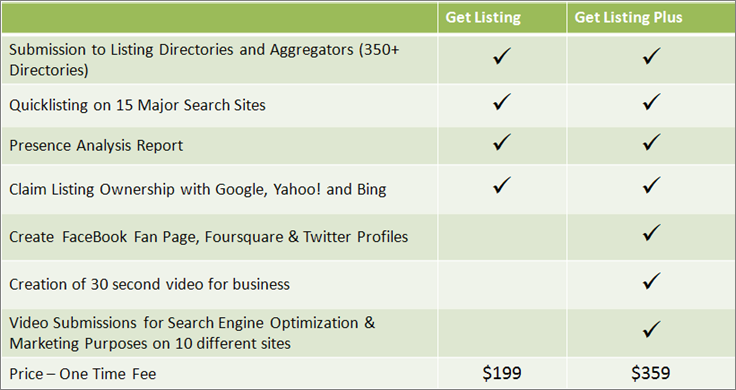 Get Listing Get Listing Plus
Submission to Listing Directories and Aggregators (350+
Directories) ✓ ✓
Quicklisting on 15 Major Search Sites ✓ ✓
Presence Analysis Report ✓ ✓
Claim Listing Ownership with Google, Yahoo! and Bing ✓ ✓
Create FaceBook Fan Page, Foursquare & Twitter Profiles ✓
Creation of 30 second video for business ✓
Video Submissions for Search Engine Optimization &
Marketing Purposes on 10 different sites ✓
Price – One Time Fee $199 $359